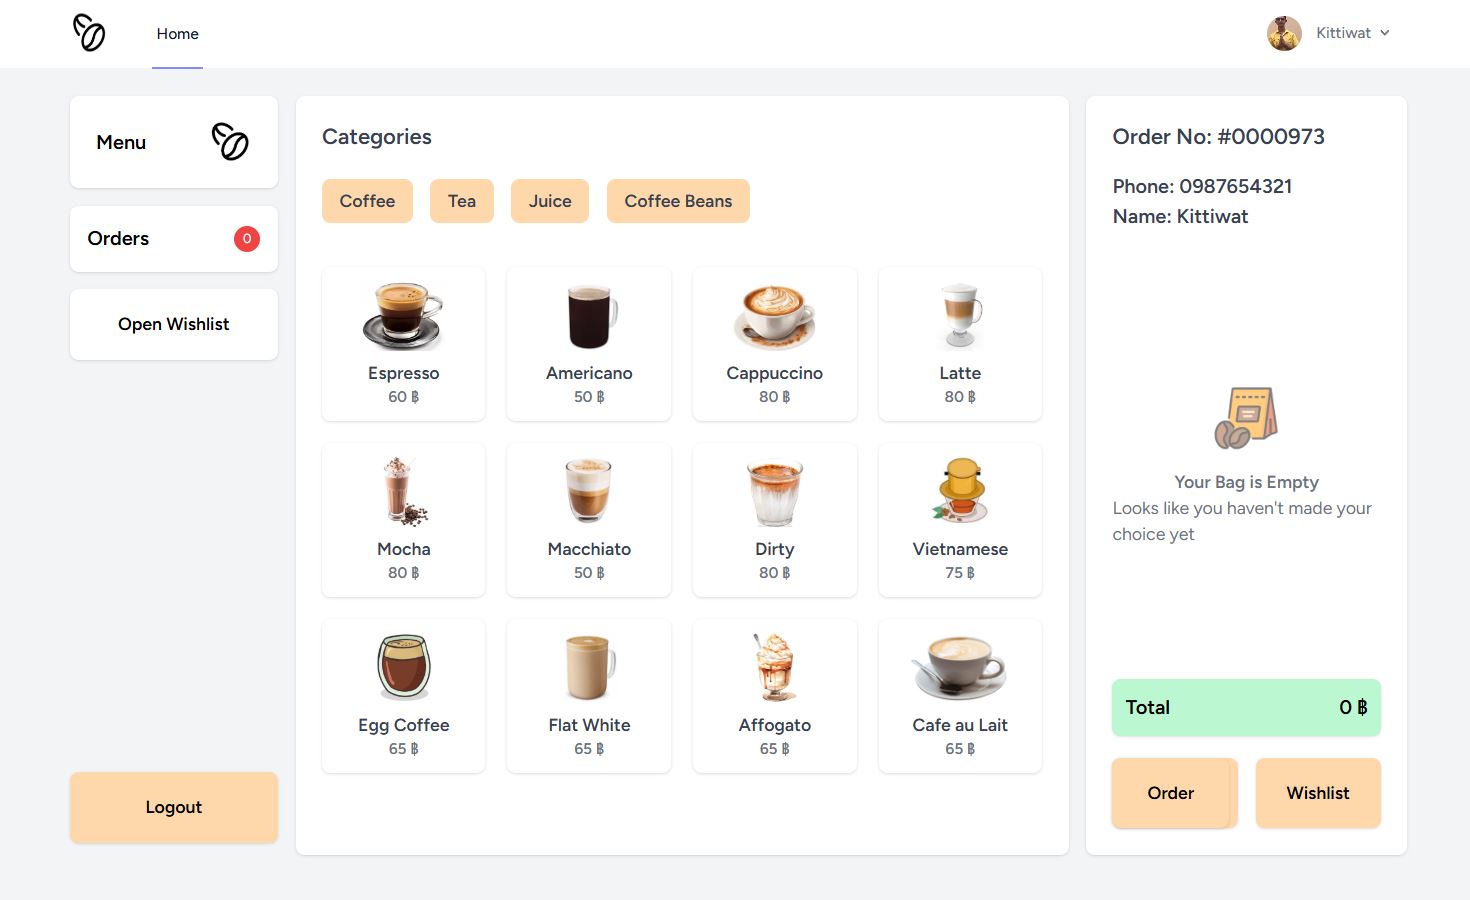 Home
Kittiwat
Menu
Orders
0
Open Wishlist
Logout
Categories
Coffee
Tea
Juice
Coffee Beans
Espresso
60 ฿
Americano
50 ฿
Cappuccino
80 ฿
Latte
80 ฿
Mocha
80 ฿
Macchiato
50 ฿
Dirty
80 ฿
Vietnamese
75 ฿
Egg Coffee
65 ฿
Flat White
65 ฿
Affogato
65 ฿
Cafe au Lait
65 ฿
Order No: #0000973
Phone: 0987654321
Name: Kittiwat
Your Bag is Empty
Looks like you haven't made your
choice yet
Total 0 ฿
Order
Wishlist